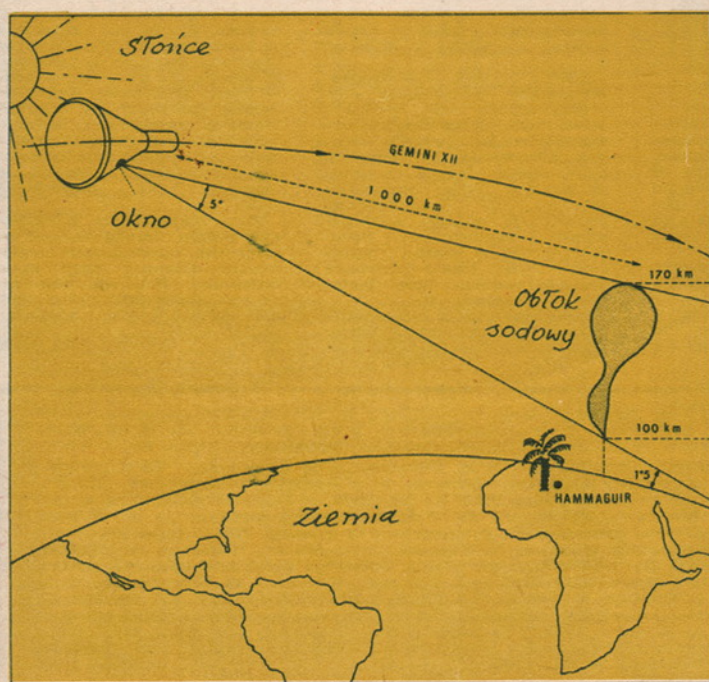 Słońce
GEMINI XII
1 000 km
5°
okno
170 km
Obłok
sodowy
100 km
1°5
HAMMAGUIR
Ziemia